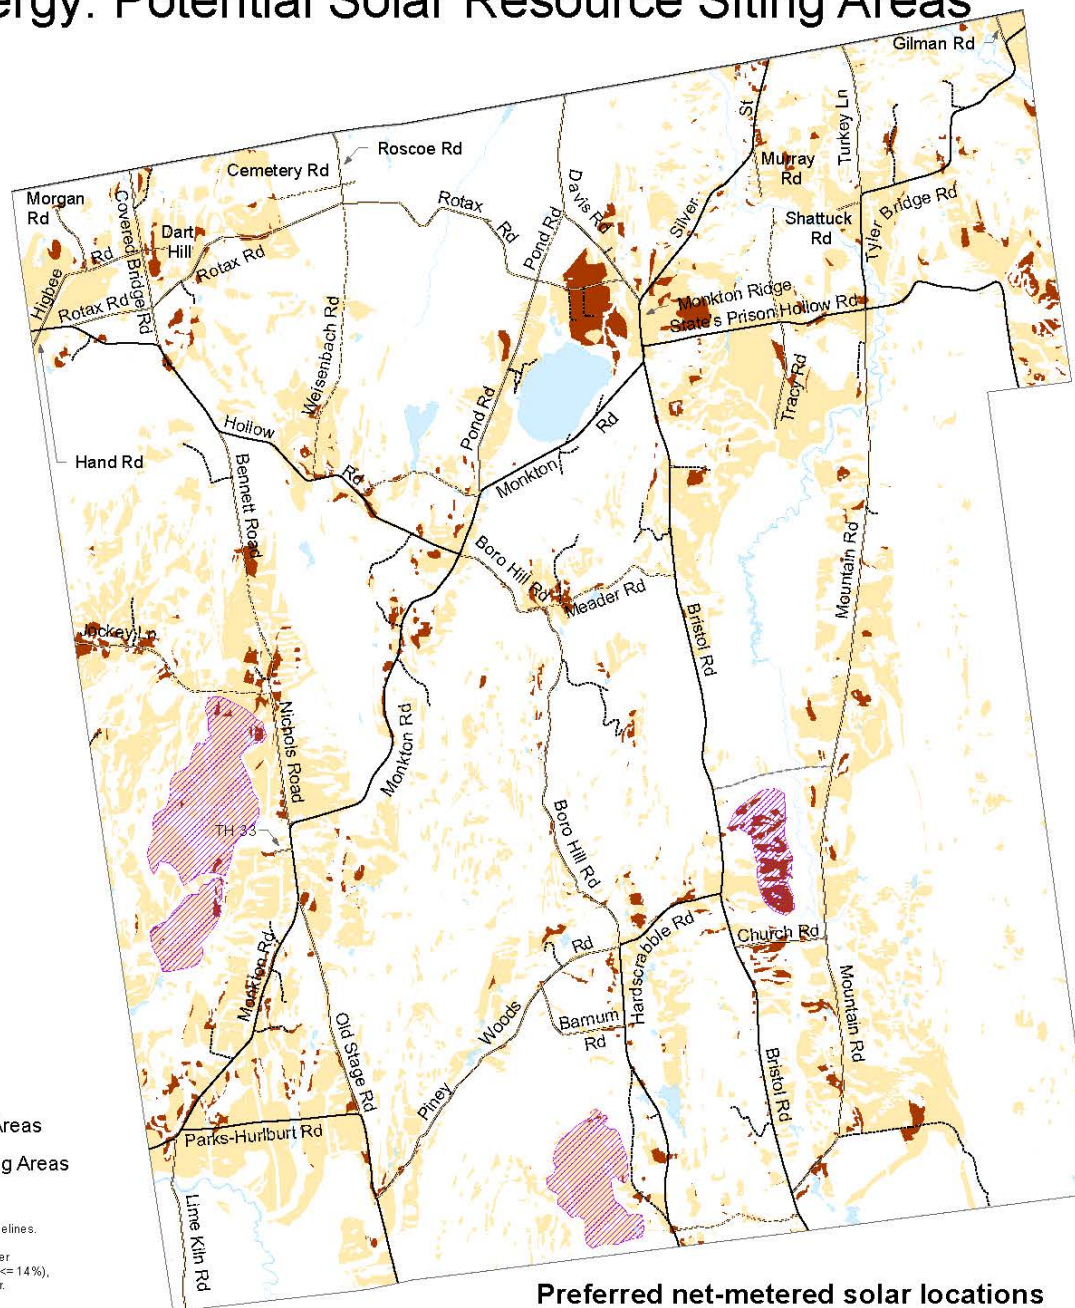 ergy: Potential Solar Resource Siting Areas
Gilman Rd
Roscoe Rd
Cemetery Rd
St
Turkey Ln
Murray
Rd
Morgan
Rd
Covered Bridge Rd
Dart
Hill
Rotax
Rd
Davis Rd
Pond Rd
Silver
Shattuck
Rd
Tyler Bridge Rd
Higbee
Rd
Rotax Rd
Rotax Rd
Monkton Ridge
State's Prison Hollow Rd
Weisenbach Rd
Tracy Rd
Pond Rd
Hand Rd
Hollow
Rd
Monkton
Rd
Bennett Road
Boro Hill Rd
Meader Rd
Mountain Rd
Bristol Rd
Jockey Ln
Nichols Road
Monkton Rd
TH 33
Boro Hill Rd
Hardscrabble Rd
Church Rd
Monkton Rd
Rd
Woods
Piney
Barnum
Rd
Mountain Rd
Old Stage Rd
Bristol Rd
Parks-Hurlburt Rd
Lime Kiln Rd
Areas
g Areas
elines.
er
<= 14%),
r.
Preferred net-metered solar locations